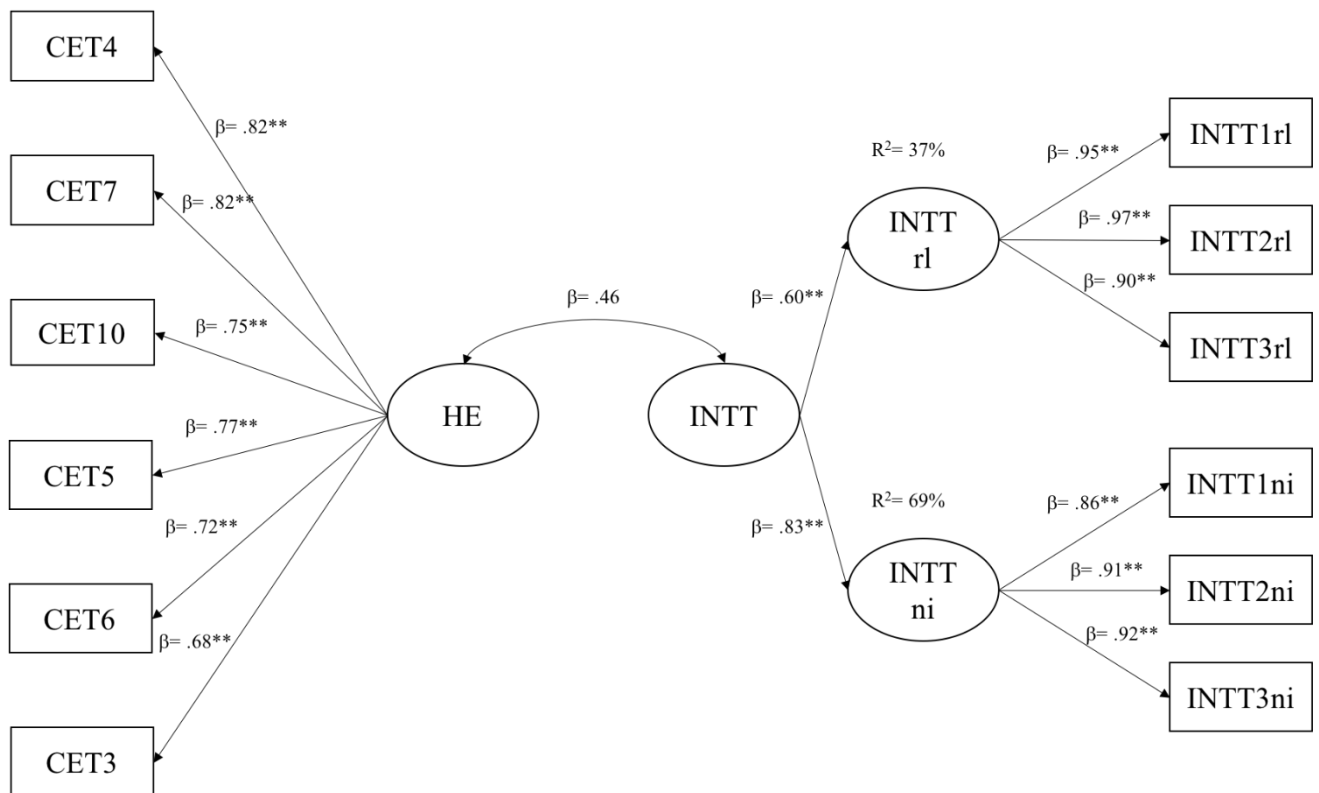 CET4
β= .82**
CET7
β= .82**
CET10
β= .75**
CET5
β= .77**
CET6
β= .72**
CET3
β= .68**
HE
β= .46
INTT
β= .60**
β= .83**
R²= 37%
INTT
rl
β= .95**
INTT1rl
β= .97**
INTT2rl
β= .90**
INTT3rl
R²= 69%
INTT
ni
β= .86**
INTT1ni
β= .91**
INTT2ni
β= .92**
INTT3ni